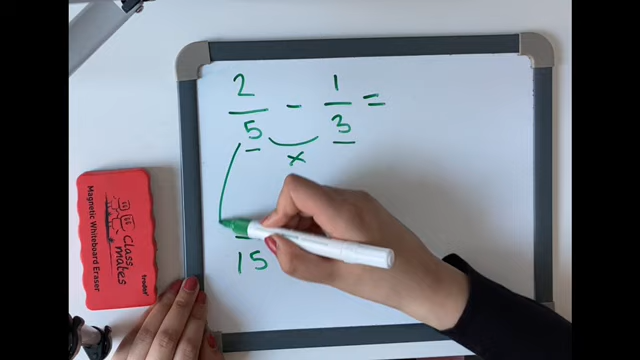 2/5 - 1/3 =
x
15
Magnetic Whiteboard Eraser
Class
mates